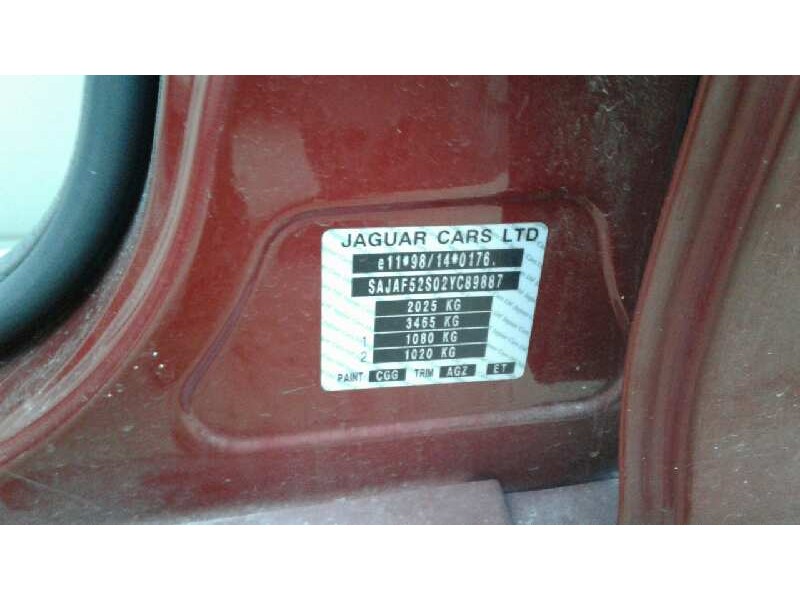 JAGUAR CARS LTD
e11*98/14*0176.
SAJAF52S02YC89887
2025 KG
3465 KG
1 1080 KG
2 1020 KG
PAINT CGG TRIM AGZ ET